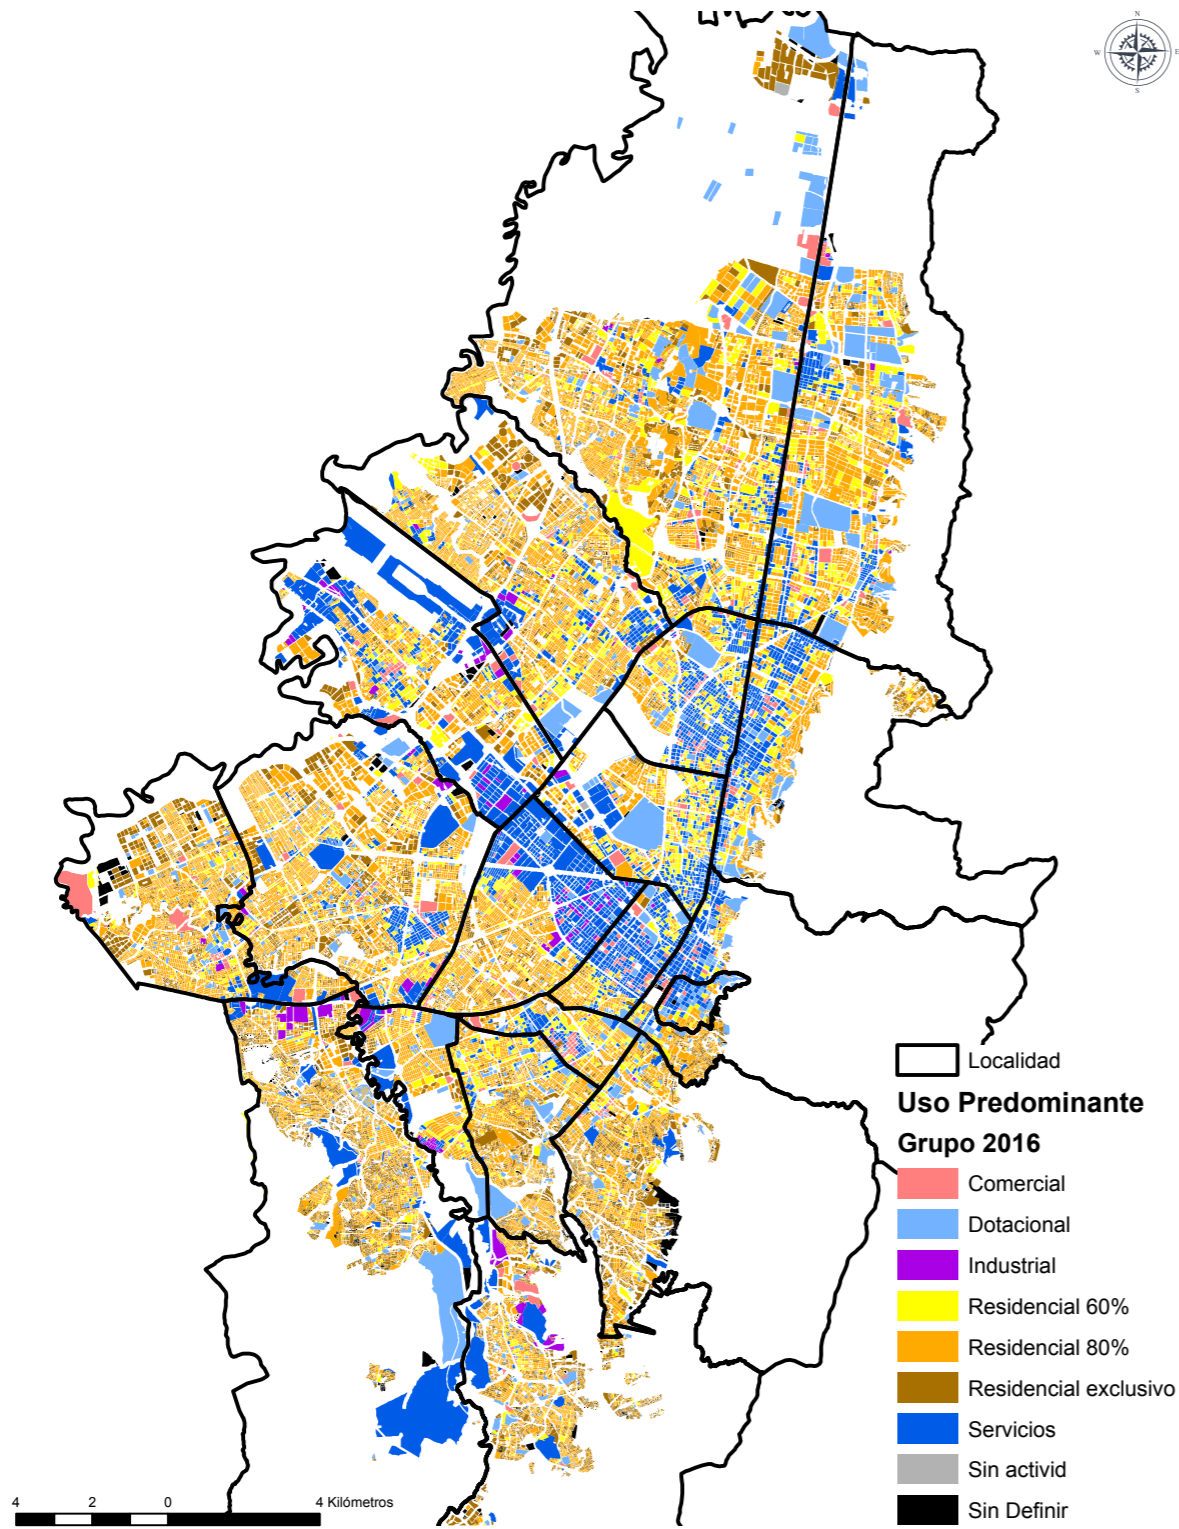 N
W
E
S
Localidad
Uso Predominante
Grupo 2016
Comercial
Dotacional
Industrial
Residencial 60%
Residencial 80%
Residencial exclusivo
Servicios
Sin activid
Sin Definir
4 2 0 4 Kilómetros